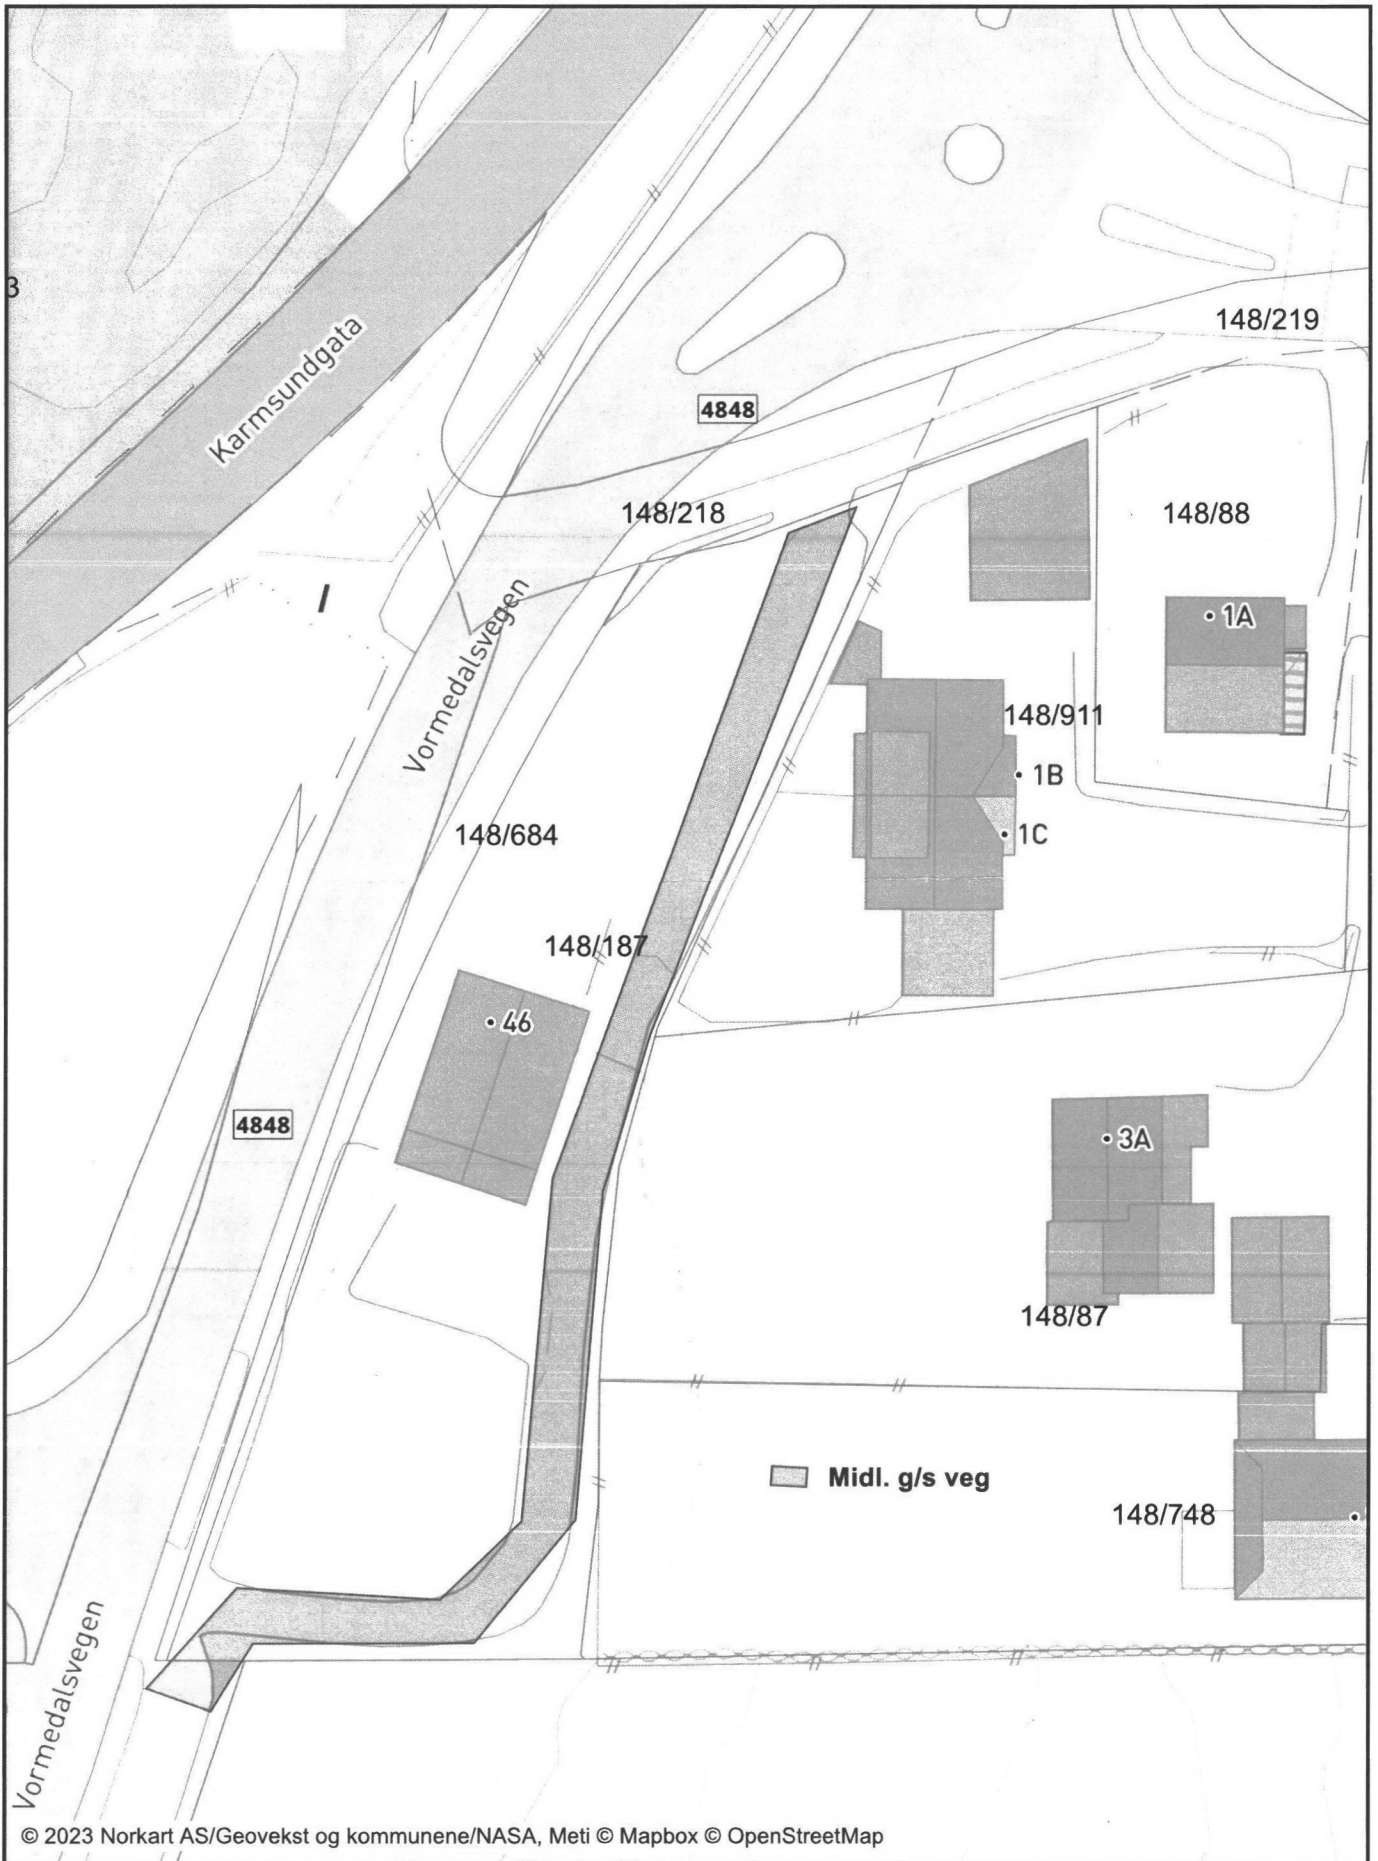 3
Karmsundgata
148/219
4848
148/218
148/88
1A
Vormedalsvegen
148/911
1B
1C
148/684
148/187
46
4848
3A
148/87
Midl. g/s veg
148/748
Vormedalsvegen
© 2023 Norkart AS/Geovekst og kommunene/NASA, Meti © Mapbox © OpenStreetMap